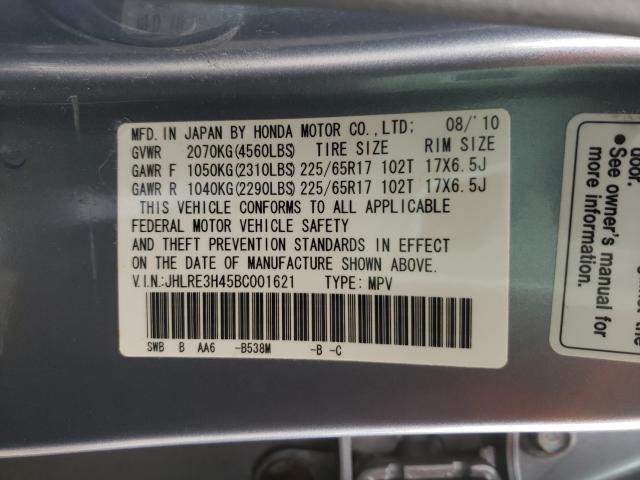 MFD. IN JAPAN BY HONDA MOTOR CO.,LTD: 08/'10
GVWR 2070KG(4560LBS) TIRE SIZE RIM SIZE
GAWR F 1050KG(2310LBS) 225/65R17 102T 17X6.5J
GAWR R 1040KG(2290LBS) 225/65R17 102T 17X6.5J
THIS VEHICLE CONFORMS TO ALL APPLICABLE
FEDERAL MOTOR VEHICLE SAFETY
AND THEFT PREVENTION STANDARDS IN EFFECT
ON THE DATE OF MANUFACTURE SHOWN ABOVE.
V.I.N:JHLRE3H45BC001621 TYPE: MPV
SWB B AA6 -B538M -B -C
door.
• See owner's
manual for
more information.